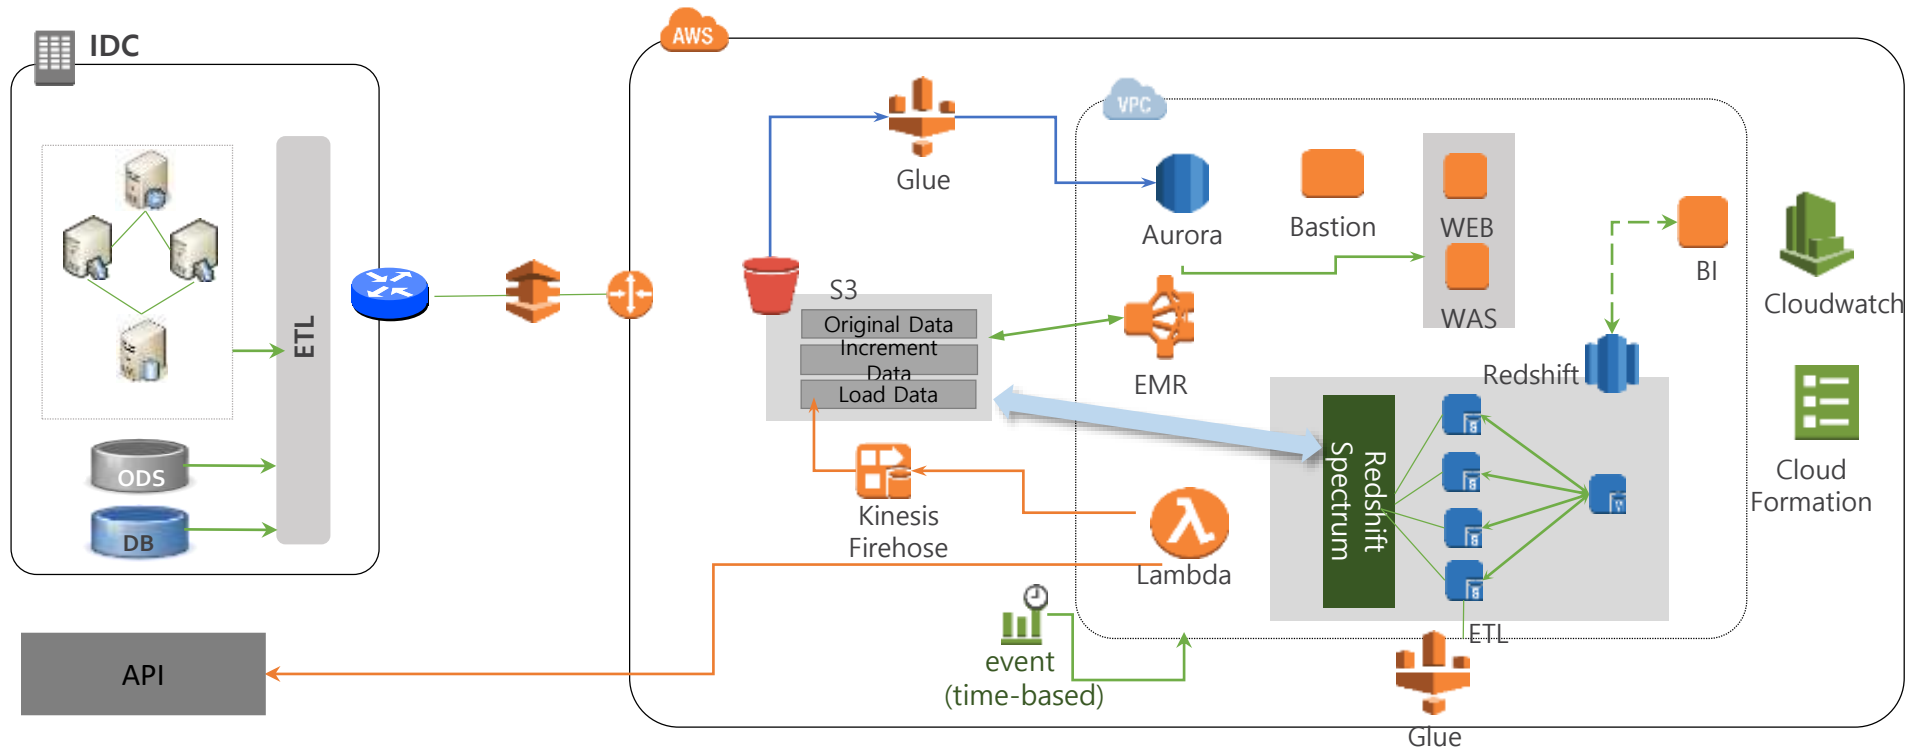 IDC
AWS
VPC
Glue
Aurora
Bastion
WEB
WAS
BI
Cloudwatch
ETL
S3
Original Data
Increment
Data
Load Data
EMR
Redshift
Redshift
Spectrum
Cloud
Formation
ODS
DB
Kinesis
Firehose
Lambda
ETL
event
(time-based)
API
Glue